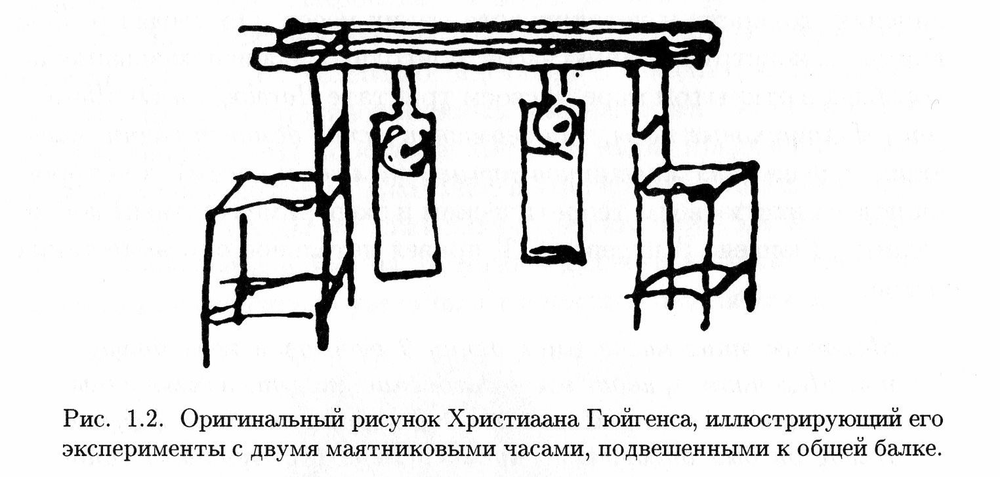 Рис. 1.2. Оригинальный рисунок Христиаана Гюйгенса, иллюстрирующий его
эксперименты с двумя маятниковыми часами, подвешенными к общей балке.